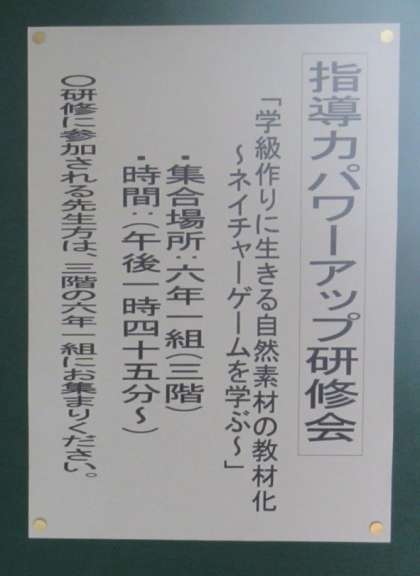 指導力パワーアップ研修会
「学級作りに生きる自然素材の教材化
～ネイチャーゲームを学ぶ～」
・集合場所：六年一組（三階）
・時間：（午後一時四十五分～）
〇研修に参加される先生方は、三階の六年一組にお集まりください。